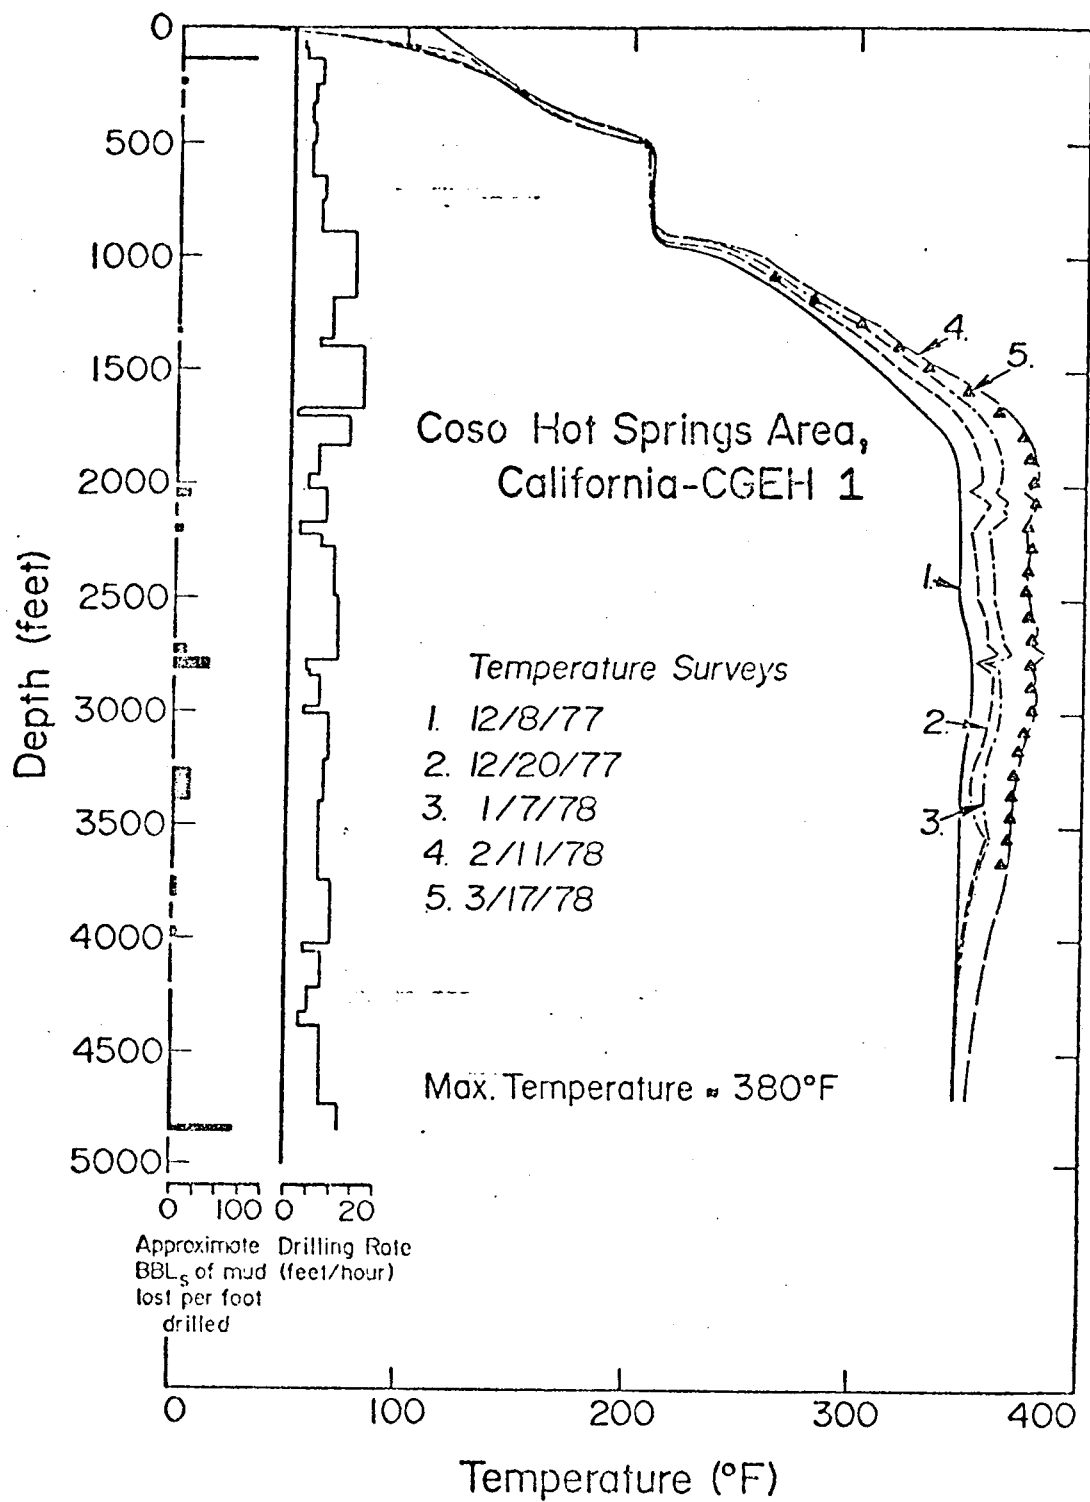 0
500
1000
1500
2000
2500
3000
3500
4000
4500
5000
Depth (feet)
4.
5.
Coso Hot Springs Area,
California-CGEH 1
1.
Temperature Surveys
1. 12/8/77
2. 12/20/77
3. 1/7/78
4. 2/11/78
5. 3/17/78
2.
3.
Max. Temperature ≈ 380°F
0 100 0 20
Approximate Drilling Rate
BBLs of mud (feet/hour)
lost per foot
drilled
0 100 200 300 400
Temperature (°F)